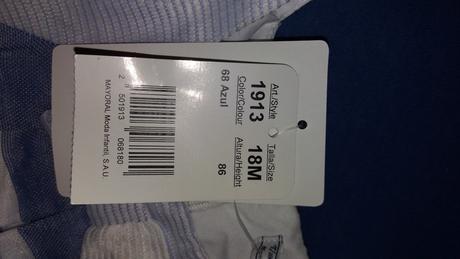 Art./Style Talla/Size
1913 18M
Color/Colour Altura/Height
68 Azul 86
2 501913 068180
MAYORAL Moda Infantil, S.A.U.